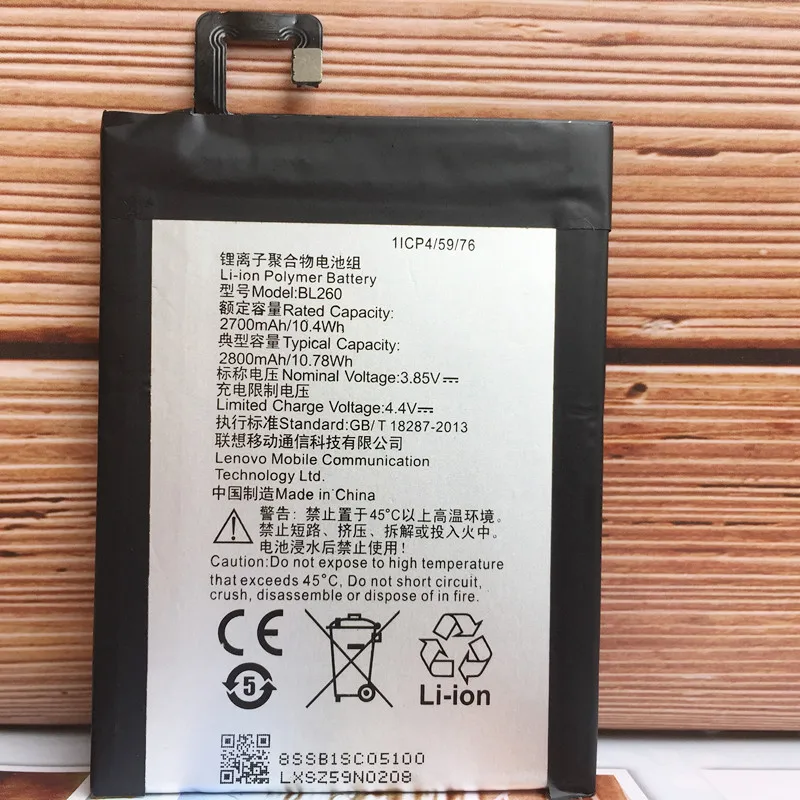 1ICP4/59/76
锂离子聚合物电池组
Li-ion Polymer Battery
型号Model:BL260
额定容量Rated Capacity:
2700mAh/10.4Wh
典型容量Typical Capacity:
2800mAh/10.78Wh
标称电压 Nominal Voltage:3.85V⎓
充电限制电压
Limited Charge Voltage:4.4V⎓
执行标准Standard:GB/T 18287-2013
联想移动通信科技有限公司
Lenovo Mobile Communication
Technology Ltd.
中国制造Made in China
警告: 禁止置于45°C以上高温环境。
禁止短路、挤压、拆解或投入火中。
电池浸水后禁止使用!
Caution:Do not expose to high temperature
that exceeds 45°C, Do not short circuit,
crush, disassemble or dispose of in fire.
CE
5
Li-ion
8SSB1SC05100
LXSZ59N0208